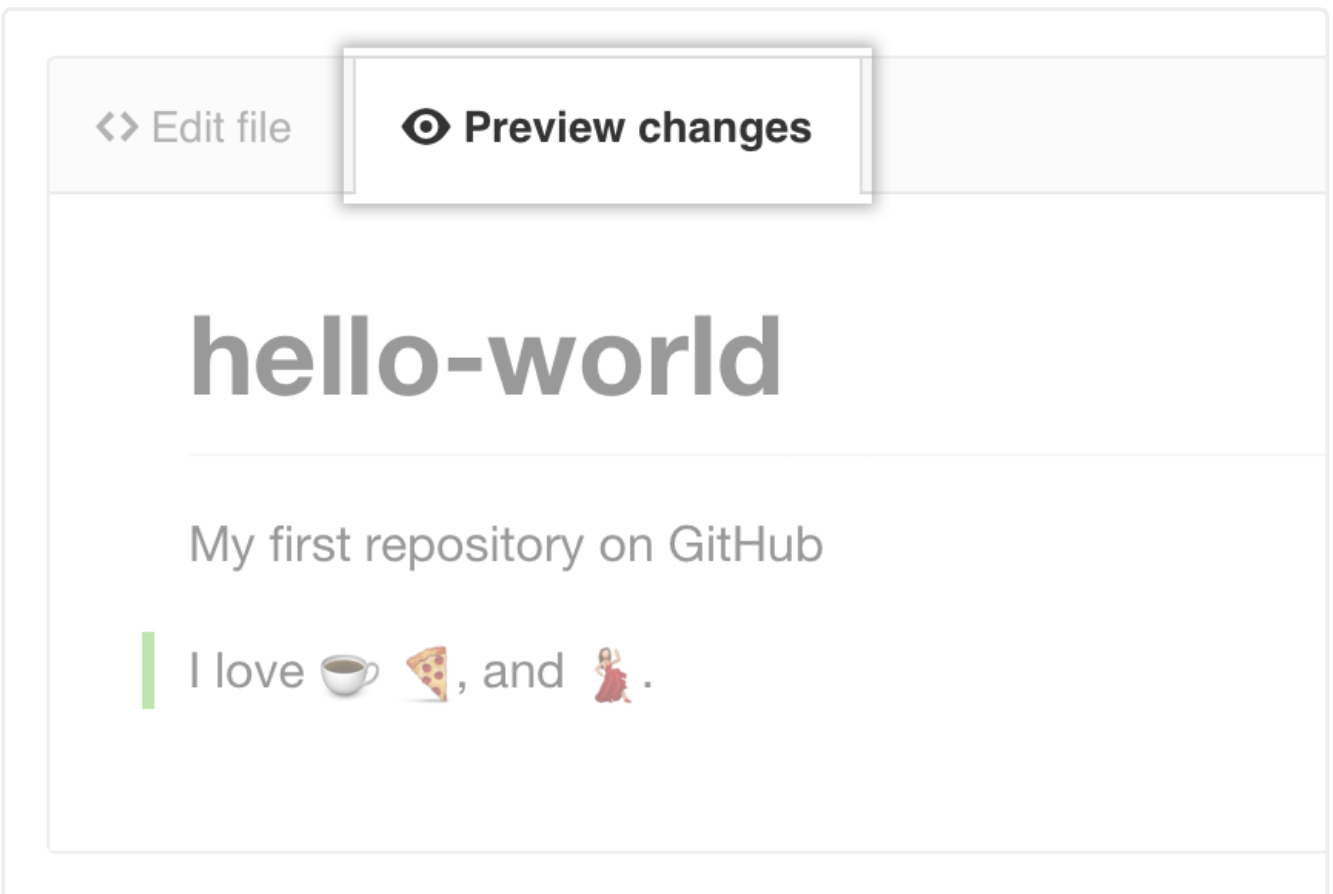 <> Edit file
Preview changes
hello-world
My first repository on GitHub
I love ☕ 🍕, and 💃.